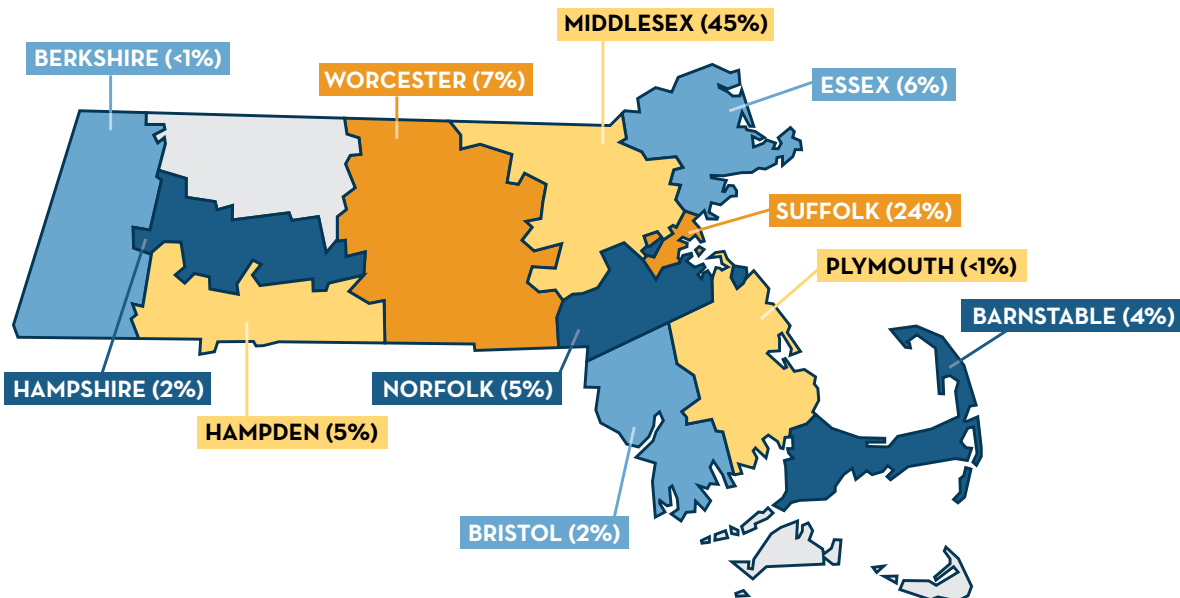 MIDDLESEX (45%)
BERKSHIRE (<1%)
WORCESTER (7%)
ESSEX (6%)
SUFFOLK (24%)
PLYMOUTH (<1%)
BARNSTABLE (4%)
HAMPSHIRE (2%)
NORFOLK (5%)
HAMPDEN (5%)
BRISTOL (2%)